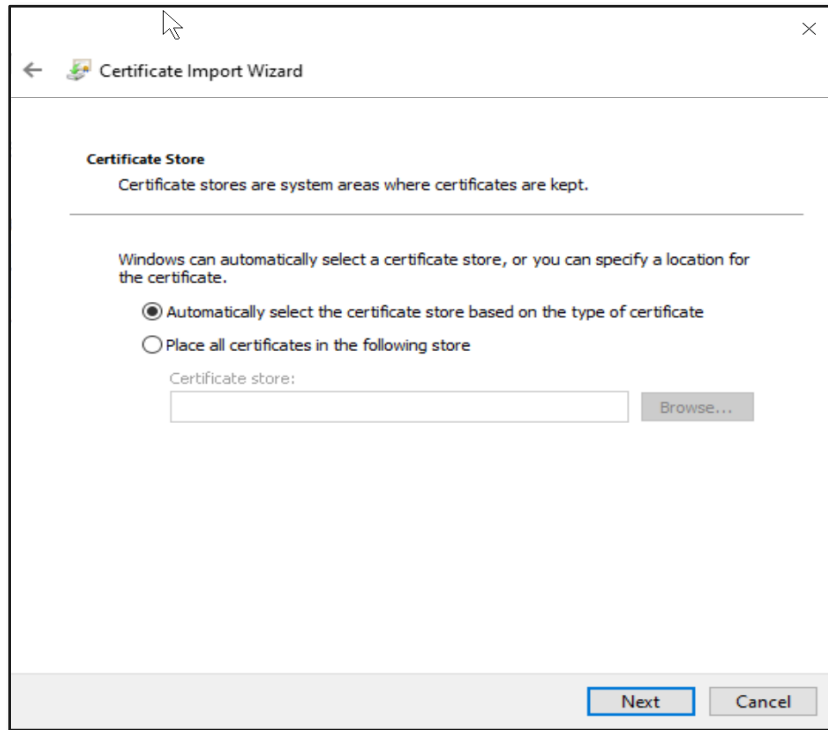 Certificate Import Wizard
Certificate Store
Certificate stores are system areas where certificates are kept.
Windows can automatically select a certificate store, or you can specify a location for
the certificate.
Automatically select the certificate store based on the type of certificate
Place all certificates in the following store
Certificate store:
Browse...
Next
Cancel